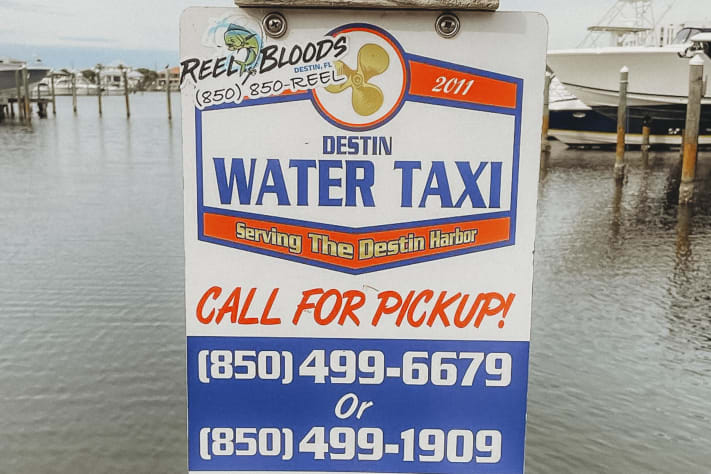 REEL BLOODS
DESTIN, FL
(850) 850-REEL
2011
DESTIN
WATER TAXI
Serving The Destin Harbor
CALL FOR PICKUP!
(850) 499-6679
Or
(850) 499-1909